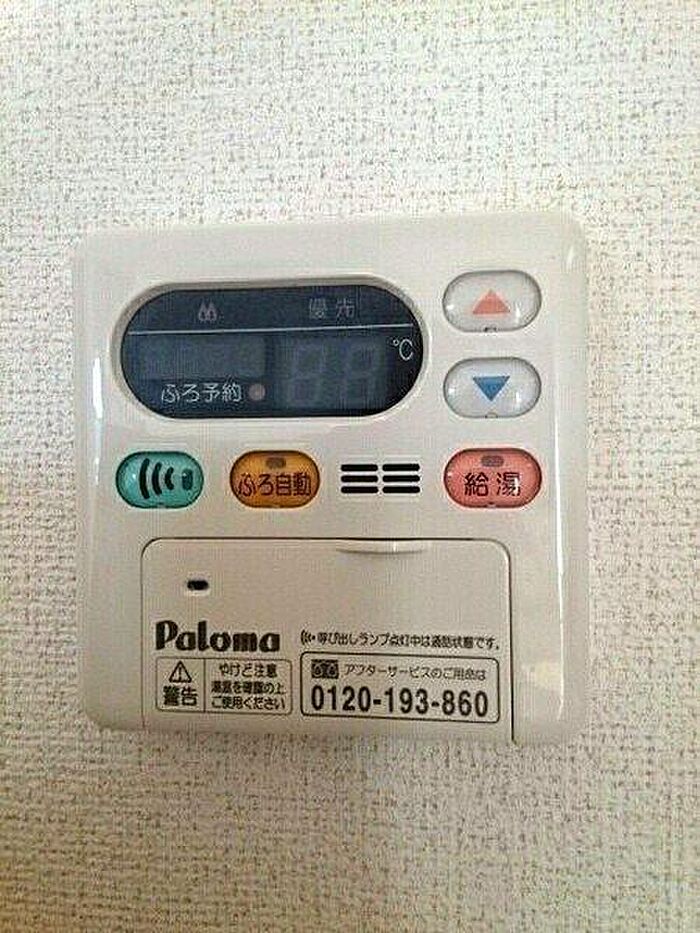 優先
℃
ふろ予約
ふろ自動
給湯
Paloma
呼び出しランプ点灯中は通話状態です。
警告
やけど注意
湯温を確認の上
ご使用ください
アフターサービスのご用命は
0120-193-860